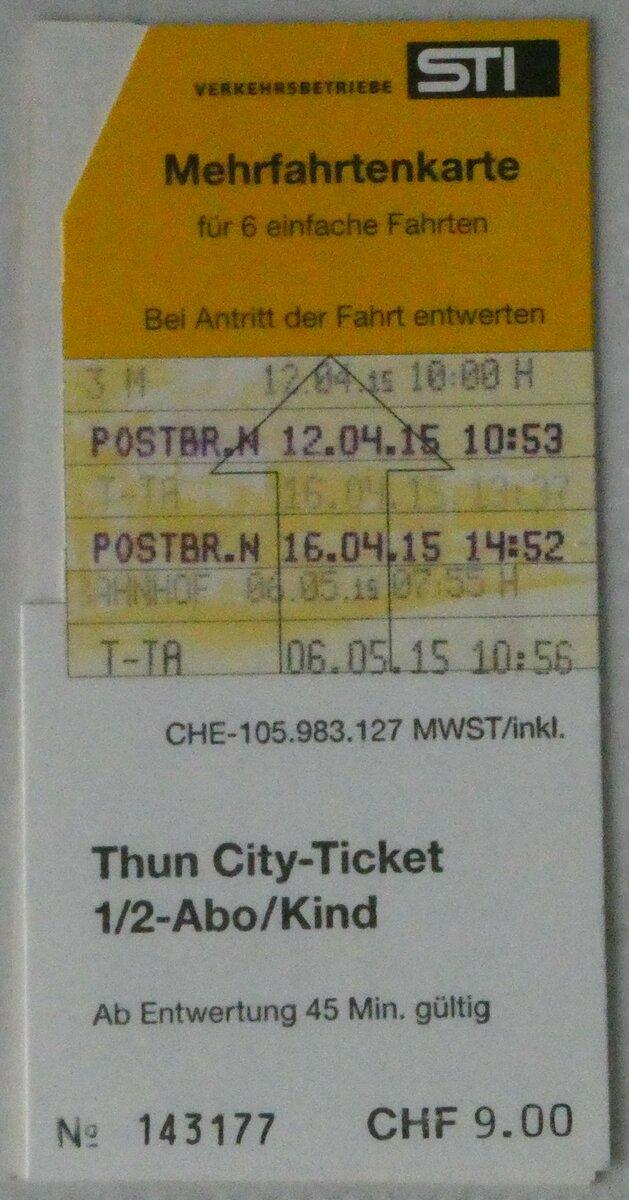 VERKEHRSBETRIEBE STI
Mehrfahrtenkarte
für 6 einfache Fahrten
Bei Antritt der Fahrt entwerten
3 M 12.04.15 10:00 H
POSTBR.N 12.04.15 10:53
T-TA 16.04.15
POSTBR.N 16.04.15 14:52
AHNHOF 06.05.15 07:55 H
T-TA 06.05.15 10:56
CHE-105.983.127 MWST/inkl.
Thun City-Ticket
1/2-Abo/Kind
Ab Entwertung 45 Min. gültig
Nº 143177 CHF 9.00